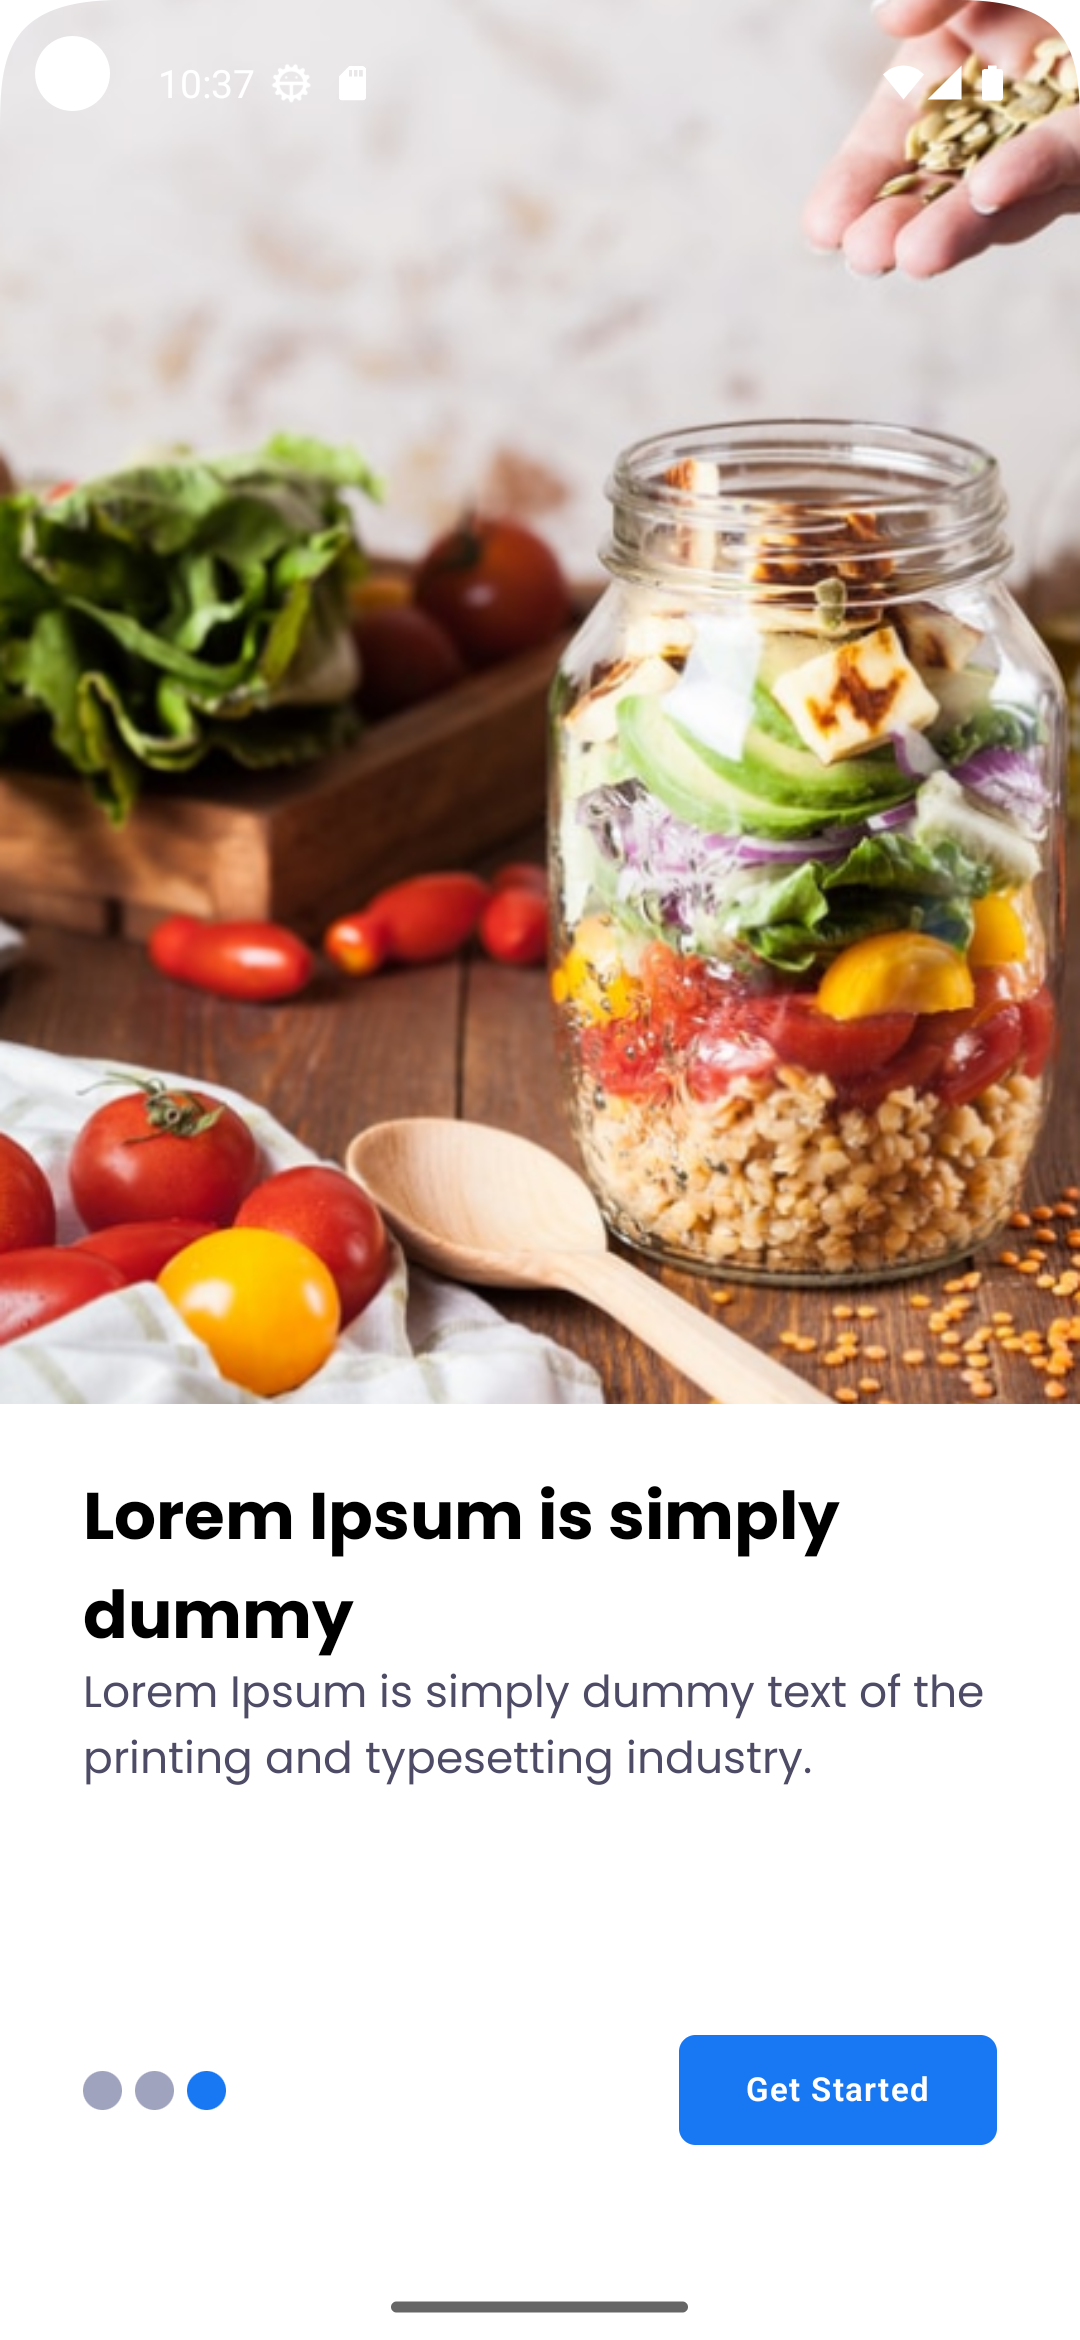 10:37
Lorem Ipsum is simply
dummy
Lorem Ipsum is simply dummy text of the
printing and typesetting industry.
Get Started